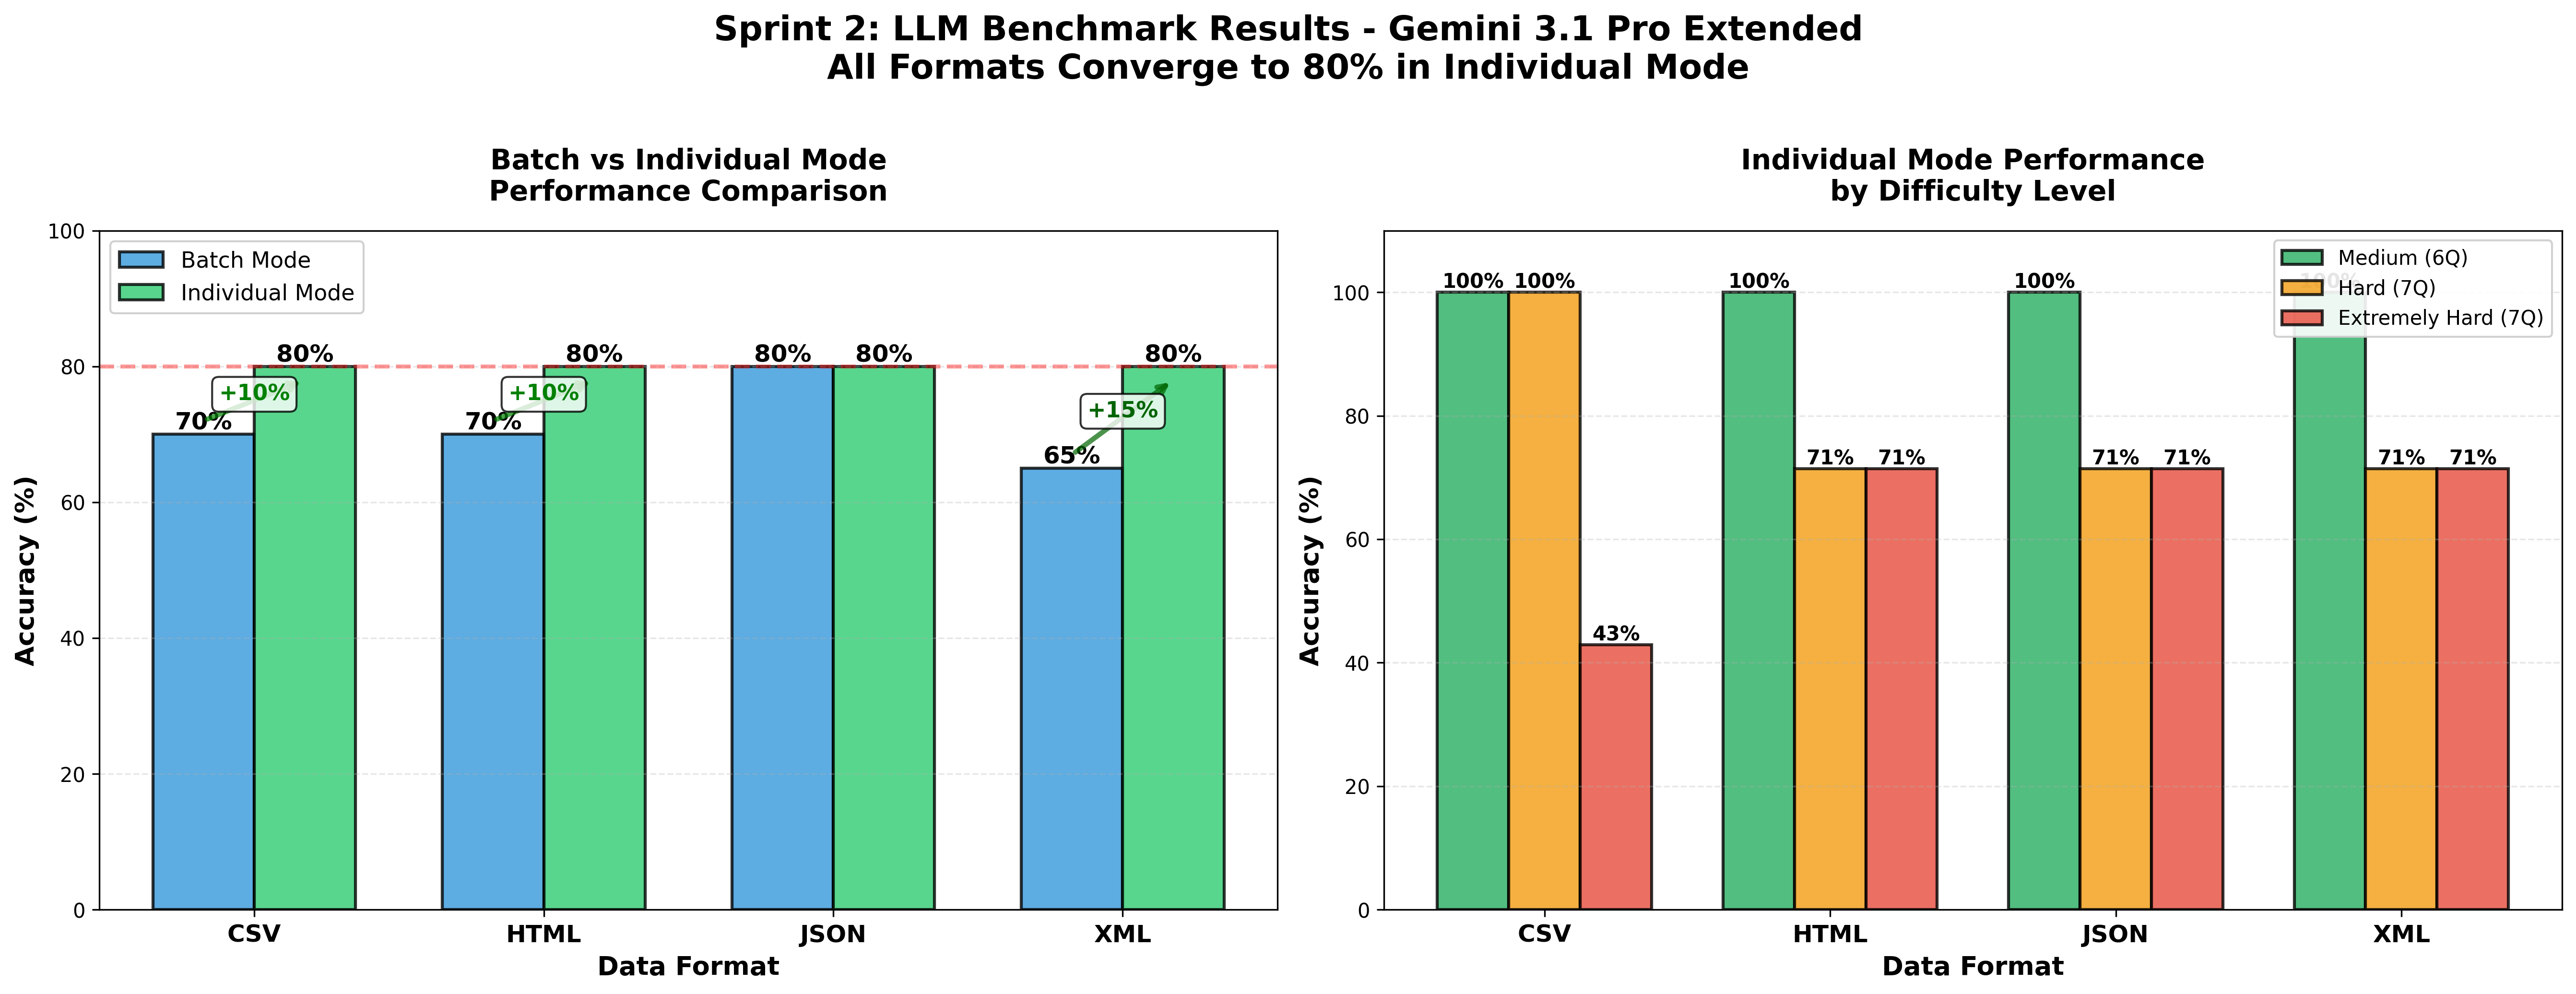 Sprint 2: LLM Benchmark Results - Gemini 3.1 Pro Extended
All Formats Converge to 80% in Individual Mode
Batch vs Individual Mode
Performance Comparison
Batch Mode
Individual Mode
100
80
60
40
20
0
Accuracy (%)
70%
+10%
80%
70%
+10%
80%
80%
80%
65%
+15%
80%
CSV
HTML
JSON
XML
Data Format
Individual Mode Performance
by Difficulty Level
Medium (6Q)
Hard (7Q)
Extremely Hard (7Q)
100
80
60
40
20
0
Accuracy (%)
100%
100%
43%
100%
71%
71%
100%
71%
71%
100%
71%
71%
CSV
HTML
JSON
XML
Data Format